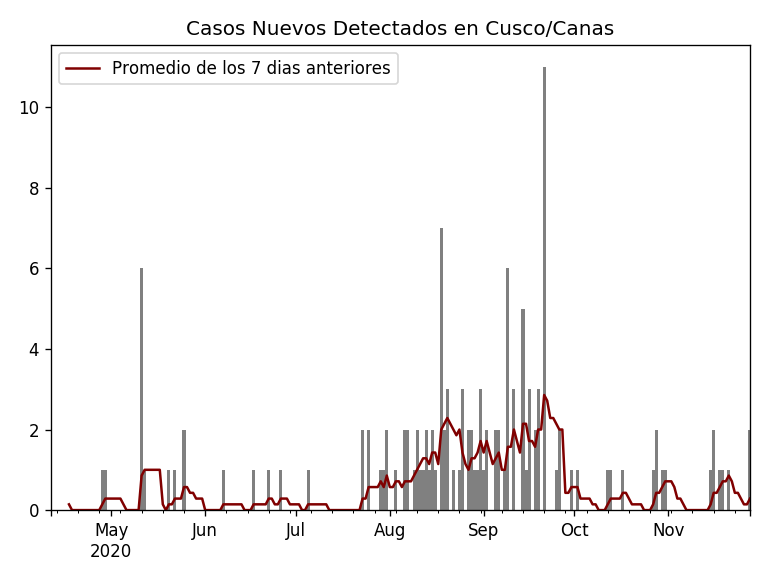 Casos Nuevos Detectados en Cusco/Canas
Promedio de los 7 dias anteriores
10
8
6
4
2
0
May Jun Jul Aug Sep Oct Nov
2020